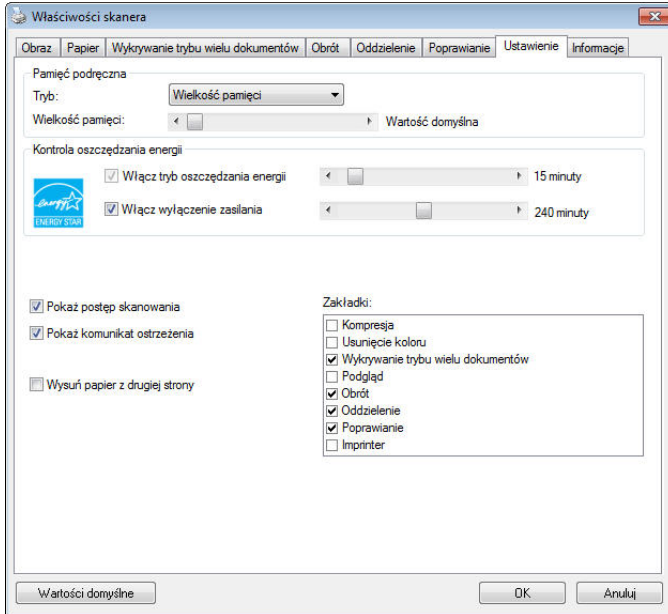 Właściwości skanera
Obraz Papier Wykrywanie trybu wielu dokumentów Obrót Oddzielenie Poprawianie Ustawienie Informacje
Pamięć podręczna
Tryb: Wielkość pamięci
Wielkość pamięci: Wartość domyślna
Kontrola oszczędzania energii
Włącz tryb oszczędzania energii 15 minuty
energy
ENERGY STAR
Włącz wyłączenie zasilania 240 minuty
Pokaż postęp skanowania
Pokaż komunikat ostrzeżenia
Wysuń papier z drugiej strony
Zakładki:
Kompresja
Usunięcie koloru
Wykrywanie trybu wielu dokumentów
Podgląd
Obrót
Oddzielenie
Poprawianie
Imprinter
Wartości domyślne OK Anuluj